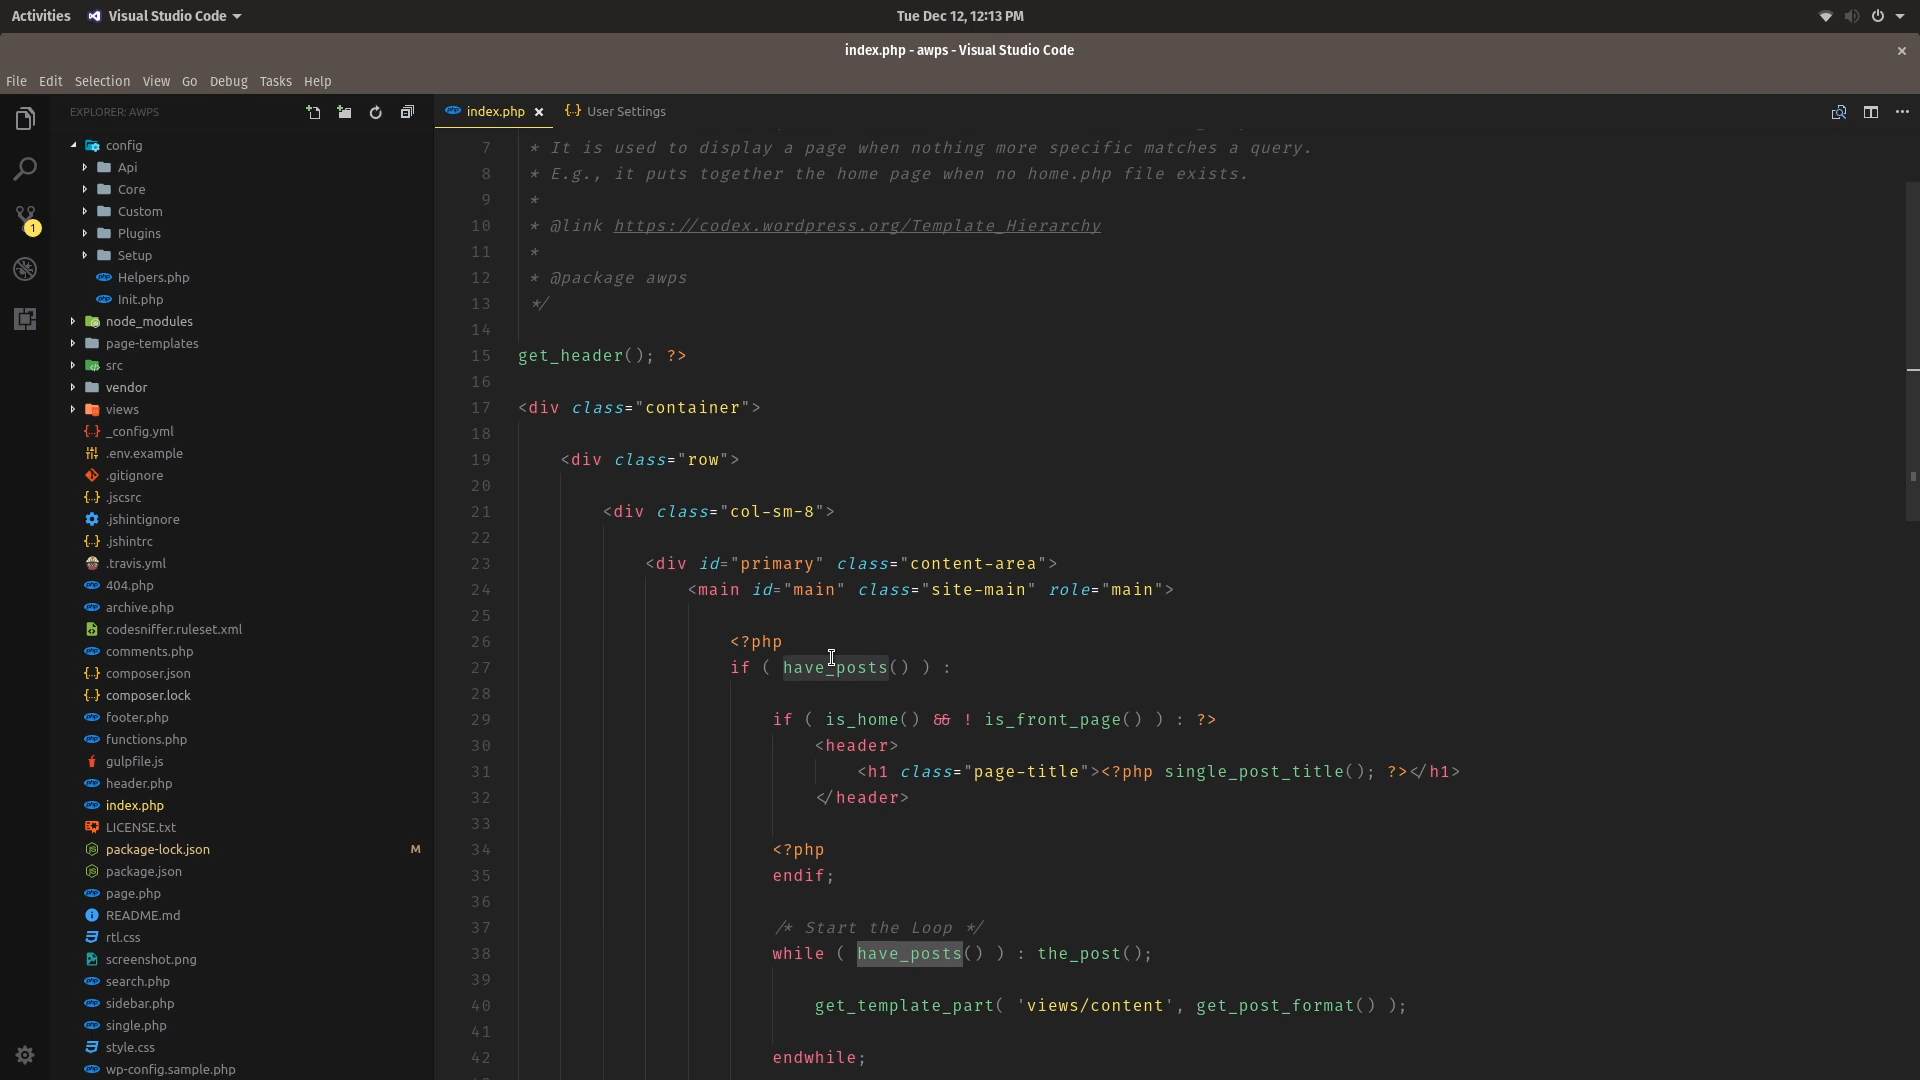 Activities Visual Studio Code Tue Dec 12, 12:13 PM
index.php - awps - Visual Studio Code
File Edit Selection View Go Debug Tasks Help
EXPLORER: AWPS
1
config
Api
Core
Custom
Plugins
Setup
Helpers.php
Init.php
node_modules
page-templates
src
vendor
views
_config.yml
.env.example
.gitignore
.jscsrc
.jshintignore
.jshintrc
.travis.yml
404.php
archive.php
codesniffer.ruleset.xml
comments.php
composer.json
composer.lock
footer.php
functions.php
gulpfile.js
header.php
index.php
LICENSE.txt
package-lock.json M
package.json
page.php
README.md
rtl.css
screenshot.png
search.php
sidebar.php
single.php
style.css
wp-config.sample.php
index.php User Settings
7 * It is used to display a page when nothing more specific matches a query.
8 * E.g., it puts together the home page when no home.php file exists.
9 *
10 * @link https://codex.wordpress.org/Template_Hierarchy
11 *
12 * @package awps
13 */
14
15 get_header(); ?>
16
17 <div class="container">
18
19 <div class="row">
20
21 <div class="col-sm-8">
22
23 <div id="primary" class="content-area">
24 <main id="main" class="site-main" role="main">
25
26 <?php
27 if ( have_posts() ) :
28
29 if ( is_home() && ! is_front_page() ) : ?>
30 <header>
31 <h1 class="page-title"><?php single_post_title(); ?></h1>
32 </header>
33
34 <?php
35 endif;
36
37 /* Start the Loop */
38 while ( have_posts() ) : the_post();
39
40 get_template_part( 'views/content', get_post_format() );
41
42 endwhile;